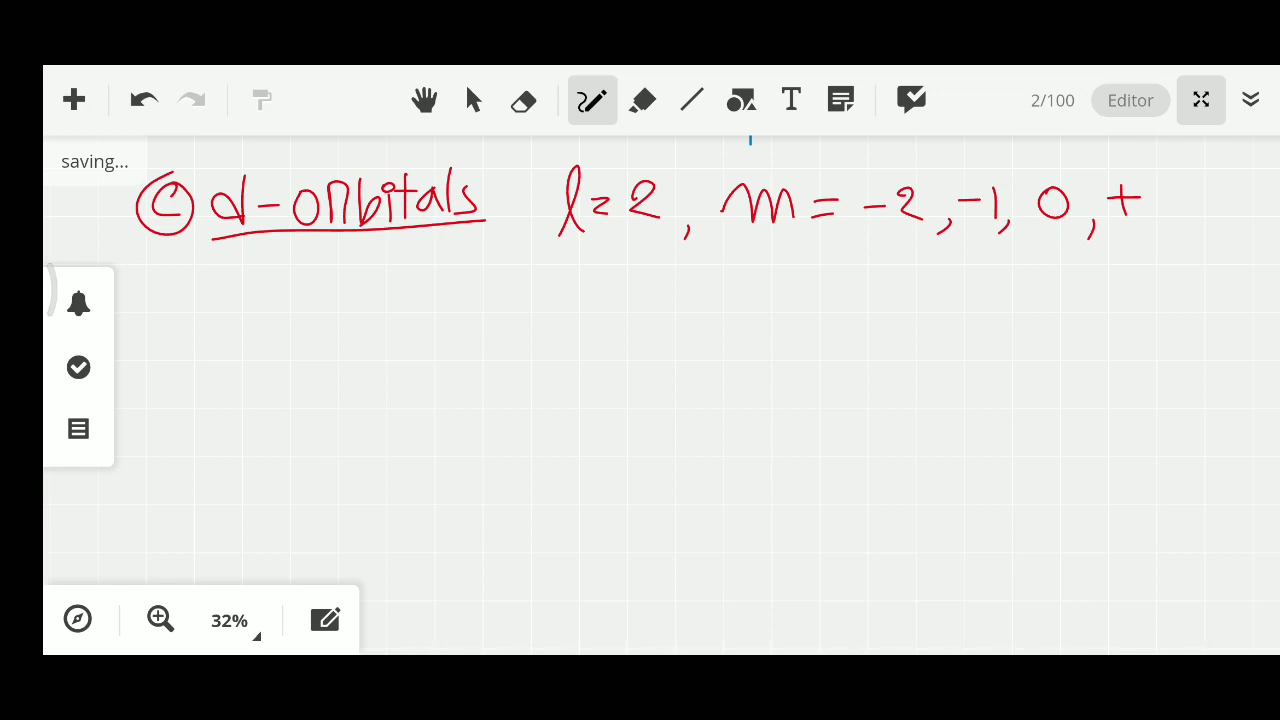 2/100 Editor
saving...
Ⓒ d-orbitals l = 2, m = -2, -1, 0, +
32%